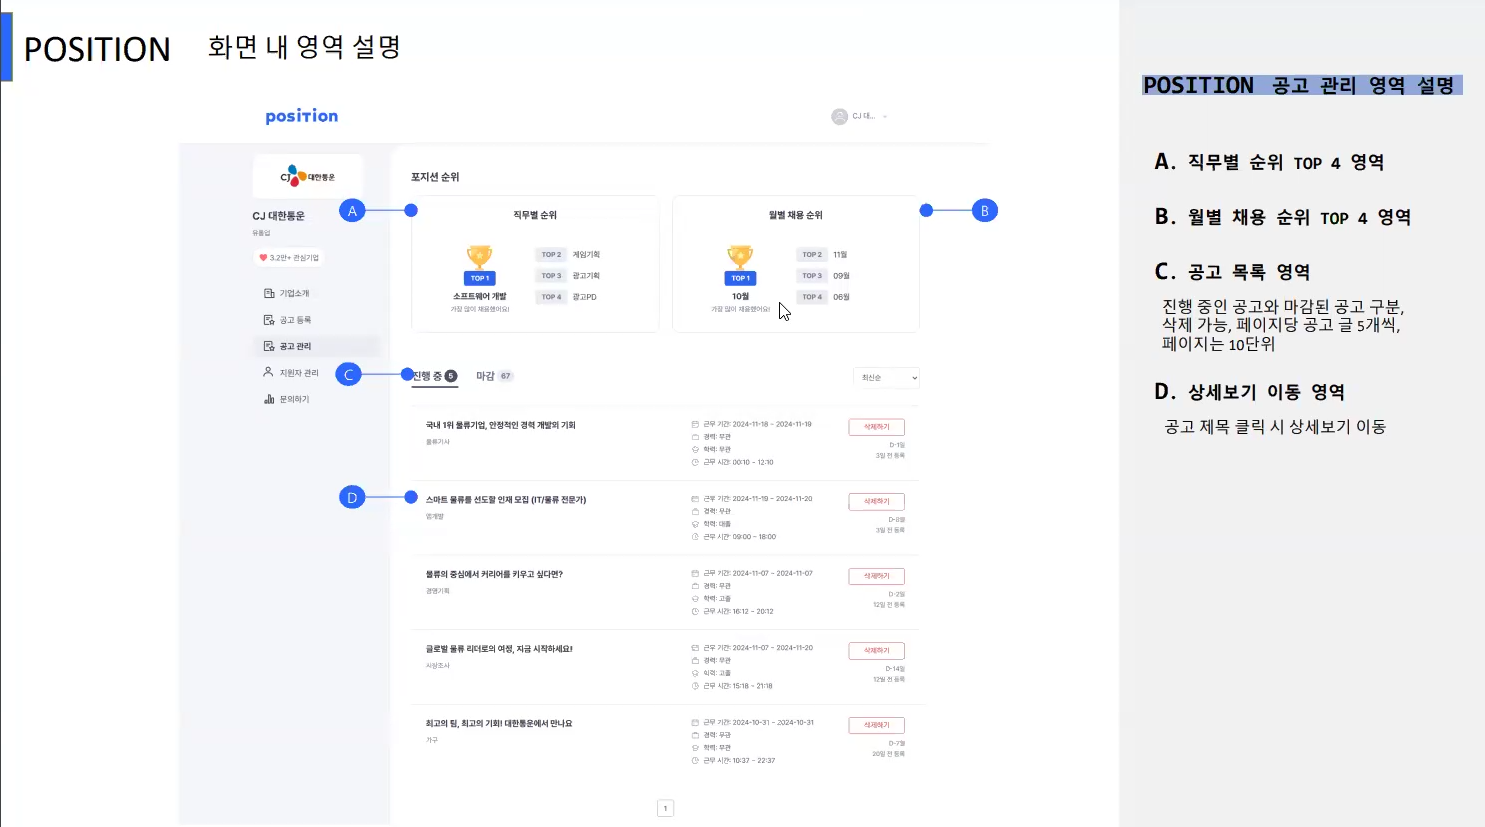 POSITION 화면 내 영역 설명
position
CJ 대...
CJ 대한통운
CJ 대한통운
유통업
3.2만+ 관심기업
기업소개
공고 등록
공고 관리
지원자 관리
문의하기
포지션 순위
A
직무별 순위
TOP 1
소프트웨어 개발
가장 많이 채용했어요!
TOP 2 게임기획
TOP 3 광고기획
TOP 4 광고PD
B
월별 채용 순위
TOP 1
10월
가장 많이 채용했어요!
TOP 2 11월
TOP 3 09월
TOP 4 06월
C
진행 중 5 마감 67
최신순
국내 1위 물류기업, 안정적인 경력 개발의 기회
물류기사
근무 기간: 2024-11-18 ~ 2024-11-19
경력: 무관
학력: 무관
근무 시간: 00:10 ~ 12:10
삭제하기
D-1일
3일 전 등록
D
스마트 물류를 선도할 인재 모집 (IT/물류 전문가)
앱개발
근무 기간: 2024-11-19 ~ 2024-11-20
경력: 무관
학력: 대졸
근무 시간: 09:00 ~ 18:00
삭제하기
3일 전 등록
물류의 중심에서 커리어를 키우고 싶다면?
경영기획
근무 기간: 2024-11-07 ~ 2024-11-07
경력: 무관
학력: 고졸
근무 시간: 16:12 ~ 20:12
삭제하기
D-2일
12일 전 등록
글로벌 물류 리더로의 여정, 지금 시작하세요!
시장조사
근무 기간: 2024-11-07 ~ 2024-11-20
경력: 무관
학력: 고졸
근무 시간: 15:18 ~ 21:18
삭제하기
D-14일
12일 전 등록
최고의 팀, 최고의 기회! 대한통운에서 만나요
가구
근무 기간: 2024-10-31 ~ 2024-10-31
경력: 무관
학력: 무관
근무 시간: 10:37 ~ 22:37
삭제하기
D-7일
20일 전 등록
1
POSITION 공고 관리 영역 설명
A. 직무별 순위 TOP 4 영역
B. 월별 채용 순위 TOP 4 영역
C. 공고 목록 영역
진행 중인 공고와 마감된 공고 구분,
삭제 가능, 페이지당 공고 글 5개씩,
페이지는 10단위
D. 상세보기 이동 영역
공고 제목 클릭 시 상세보기 이동